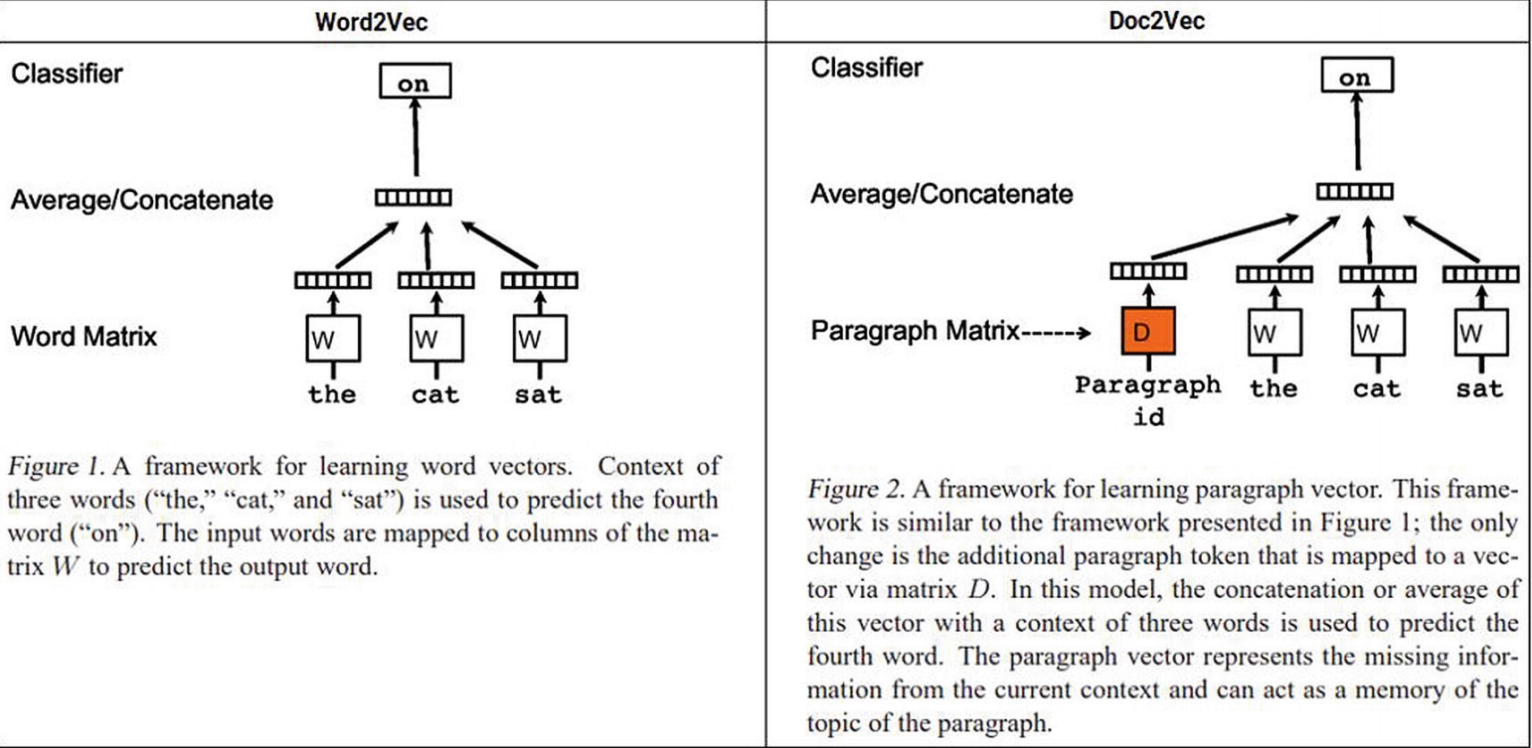 Word2Vec
Classifier
on
Average/Concatenate
Word Matrix
W W W
the cat sat
Figure 1. A framework for learning word vectors. Context of
three words (“the,” “cat,” and “sat”) is used to predict the fourth
word (“on”). The input words are mapped to columns of the ma-
trix W to predict the output word.
Doc2Vec
Classifier
on
Average/Concatenate
Paragraph Matrix----->
D W W W
Paragraph the cat sat
id
Figure 2. A framework for learning paragraph vector. This frame-
work is similar to the framework presented in Figure 1; the only
change is the additional paragraph token that is mapped to a vec-
tor via matrix D. In this model, the concatenation or average of
this vector with a context of three words is used to predict the
fourth word. The paragraph vector represents the missing infor-
mation from the current context and can act as a memory of the
topic of the paragraph.